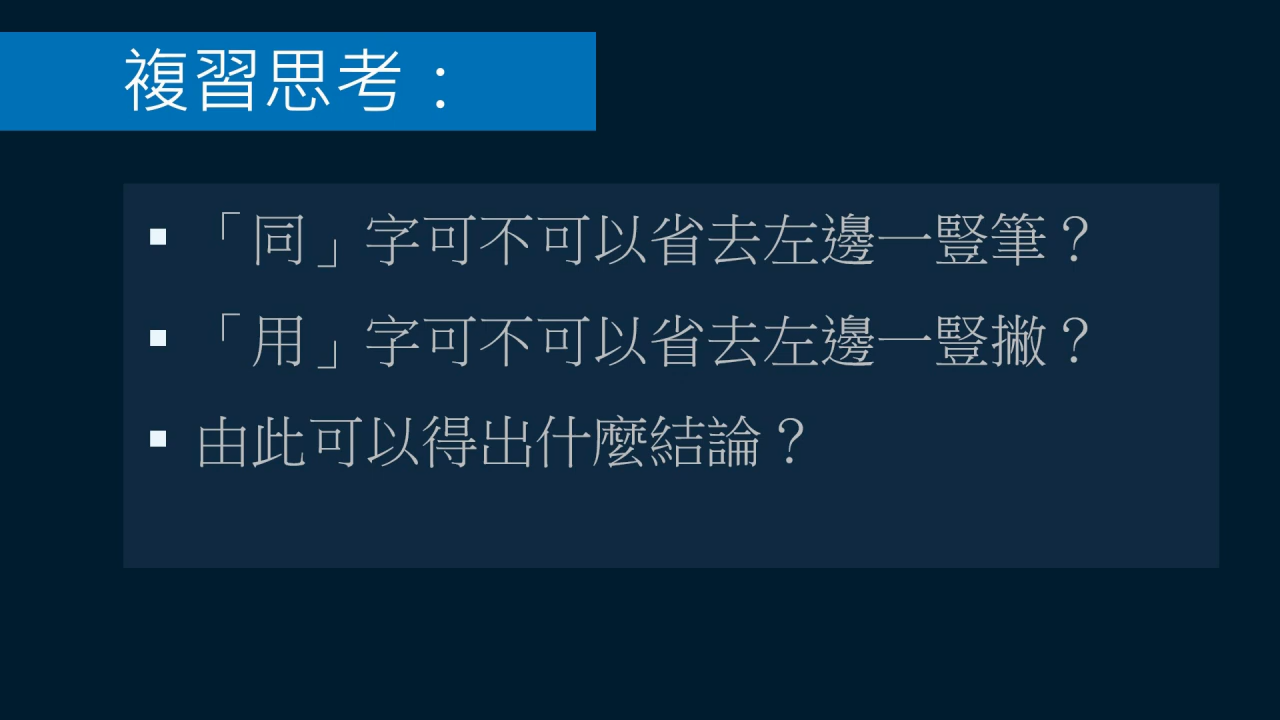 複習思考：
「同」字可不可以省去左邊一豎筆？
「用」字可不可以省去左邊一豎撇？
由此可以得出什麼結論？